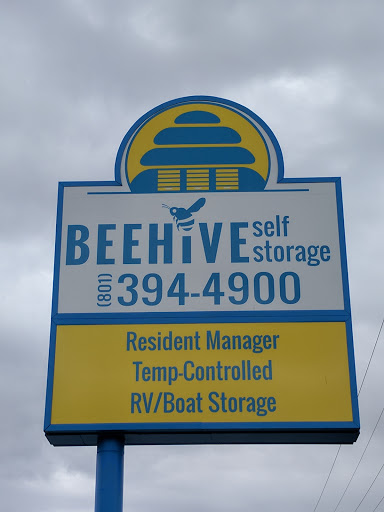 BEEHiVE self storage
(801) 394-4900
Resident Manager
Temp-Controlled
RV/Boat Storage